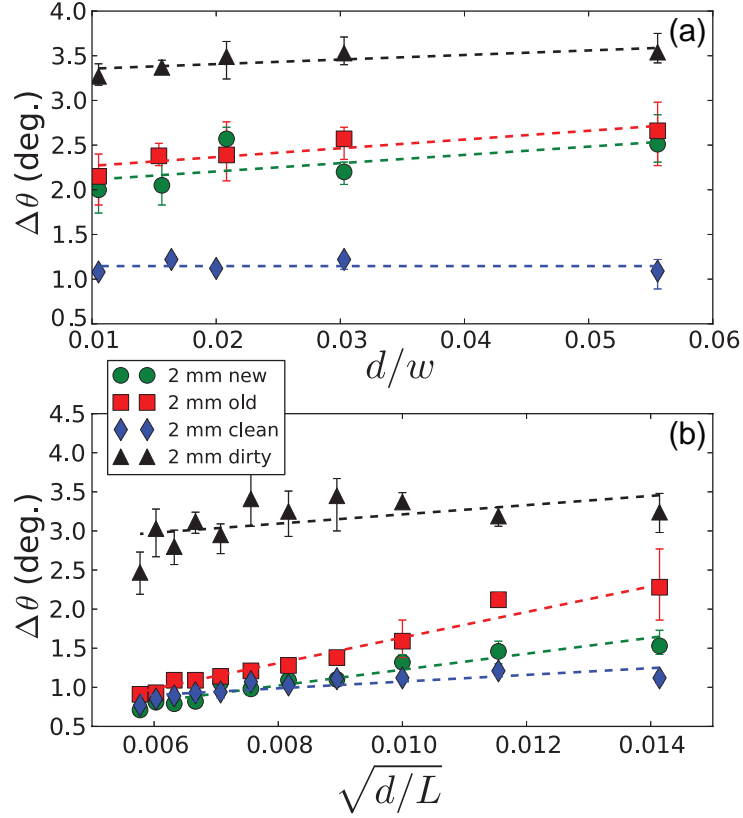 (a)
4.0
3.5
3.0
2.5
2.0
1.5
1.0
0.5
Δθ (deg.)
0.01 0.02 0.03 0.04 0.05 0.06
d/w
2 mm new
2 mm old
2 mm clean
2 mm dirty
(b)
4.5
4.0
3.5
3.0
2.5
2.0
1.5
1.0
0.5
Δθ (deg.)
0.006 0.008 0.010 0.012 0.014
√d/L